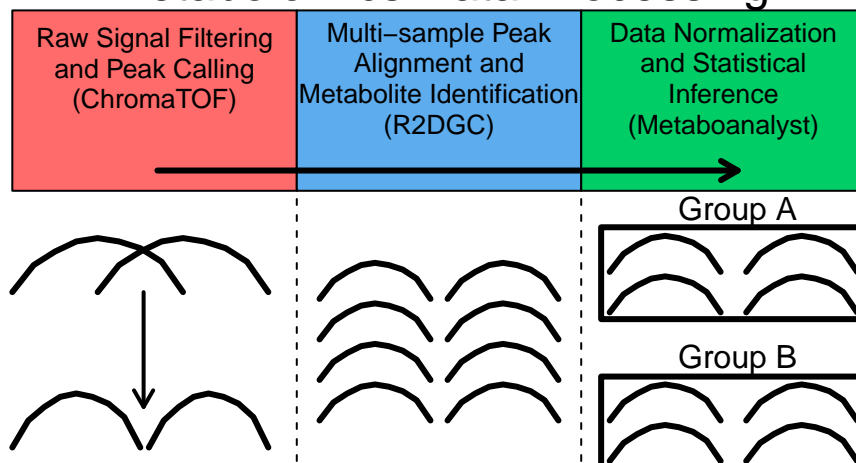 Raw Signal Filtering
and Peak Calling
(ChromaTOF)
Multi−sample Peak
Alignment and
Metabolite Identification
(R2DGC)
Data Normalization
and Statistical
Inference
(Metaboanalyst)
Group A
Group B